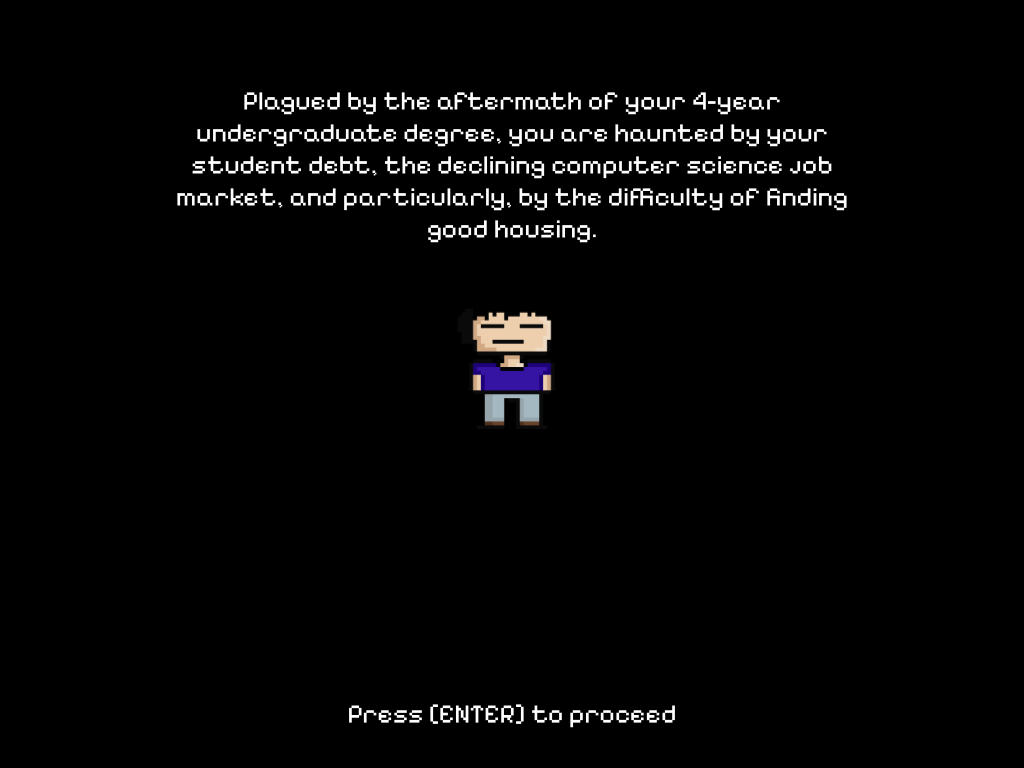 Plagued by the aftermath of your 4-year
undergraduate degree, you are haunted by your
student debt, the declining computer science job
market, and particularly, by the difficulty of finding
good housing.
Press (ENTER) to proceed